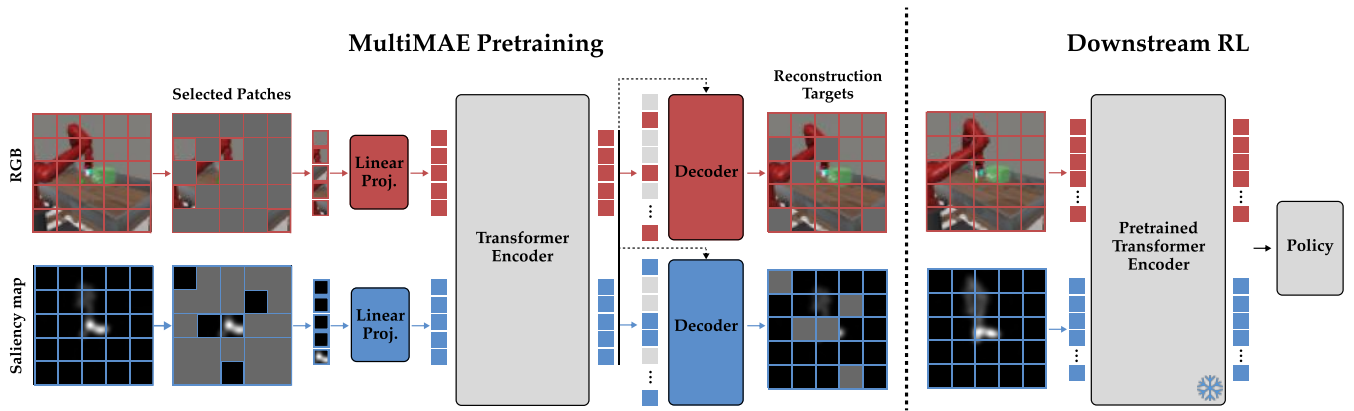 MultiMAE Pretraining
Downstream RL
Selected Patches
Reconstruction
Targets
RGB
Linear
Proj.
Decoder
Transformer
Encoder
Pretrained
Transformer
Encoder
Policy
Saliency map
Linear
Proj.
Decoder